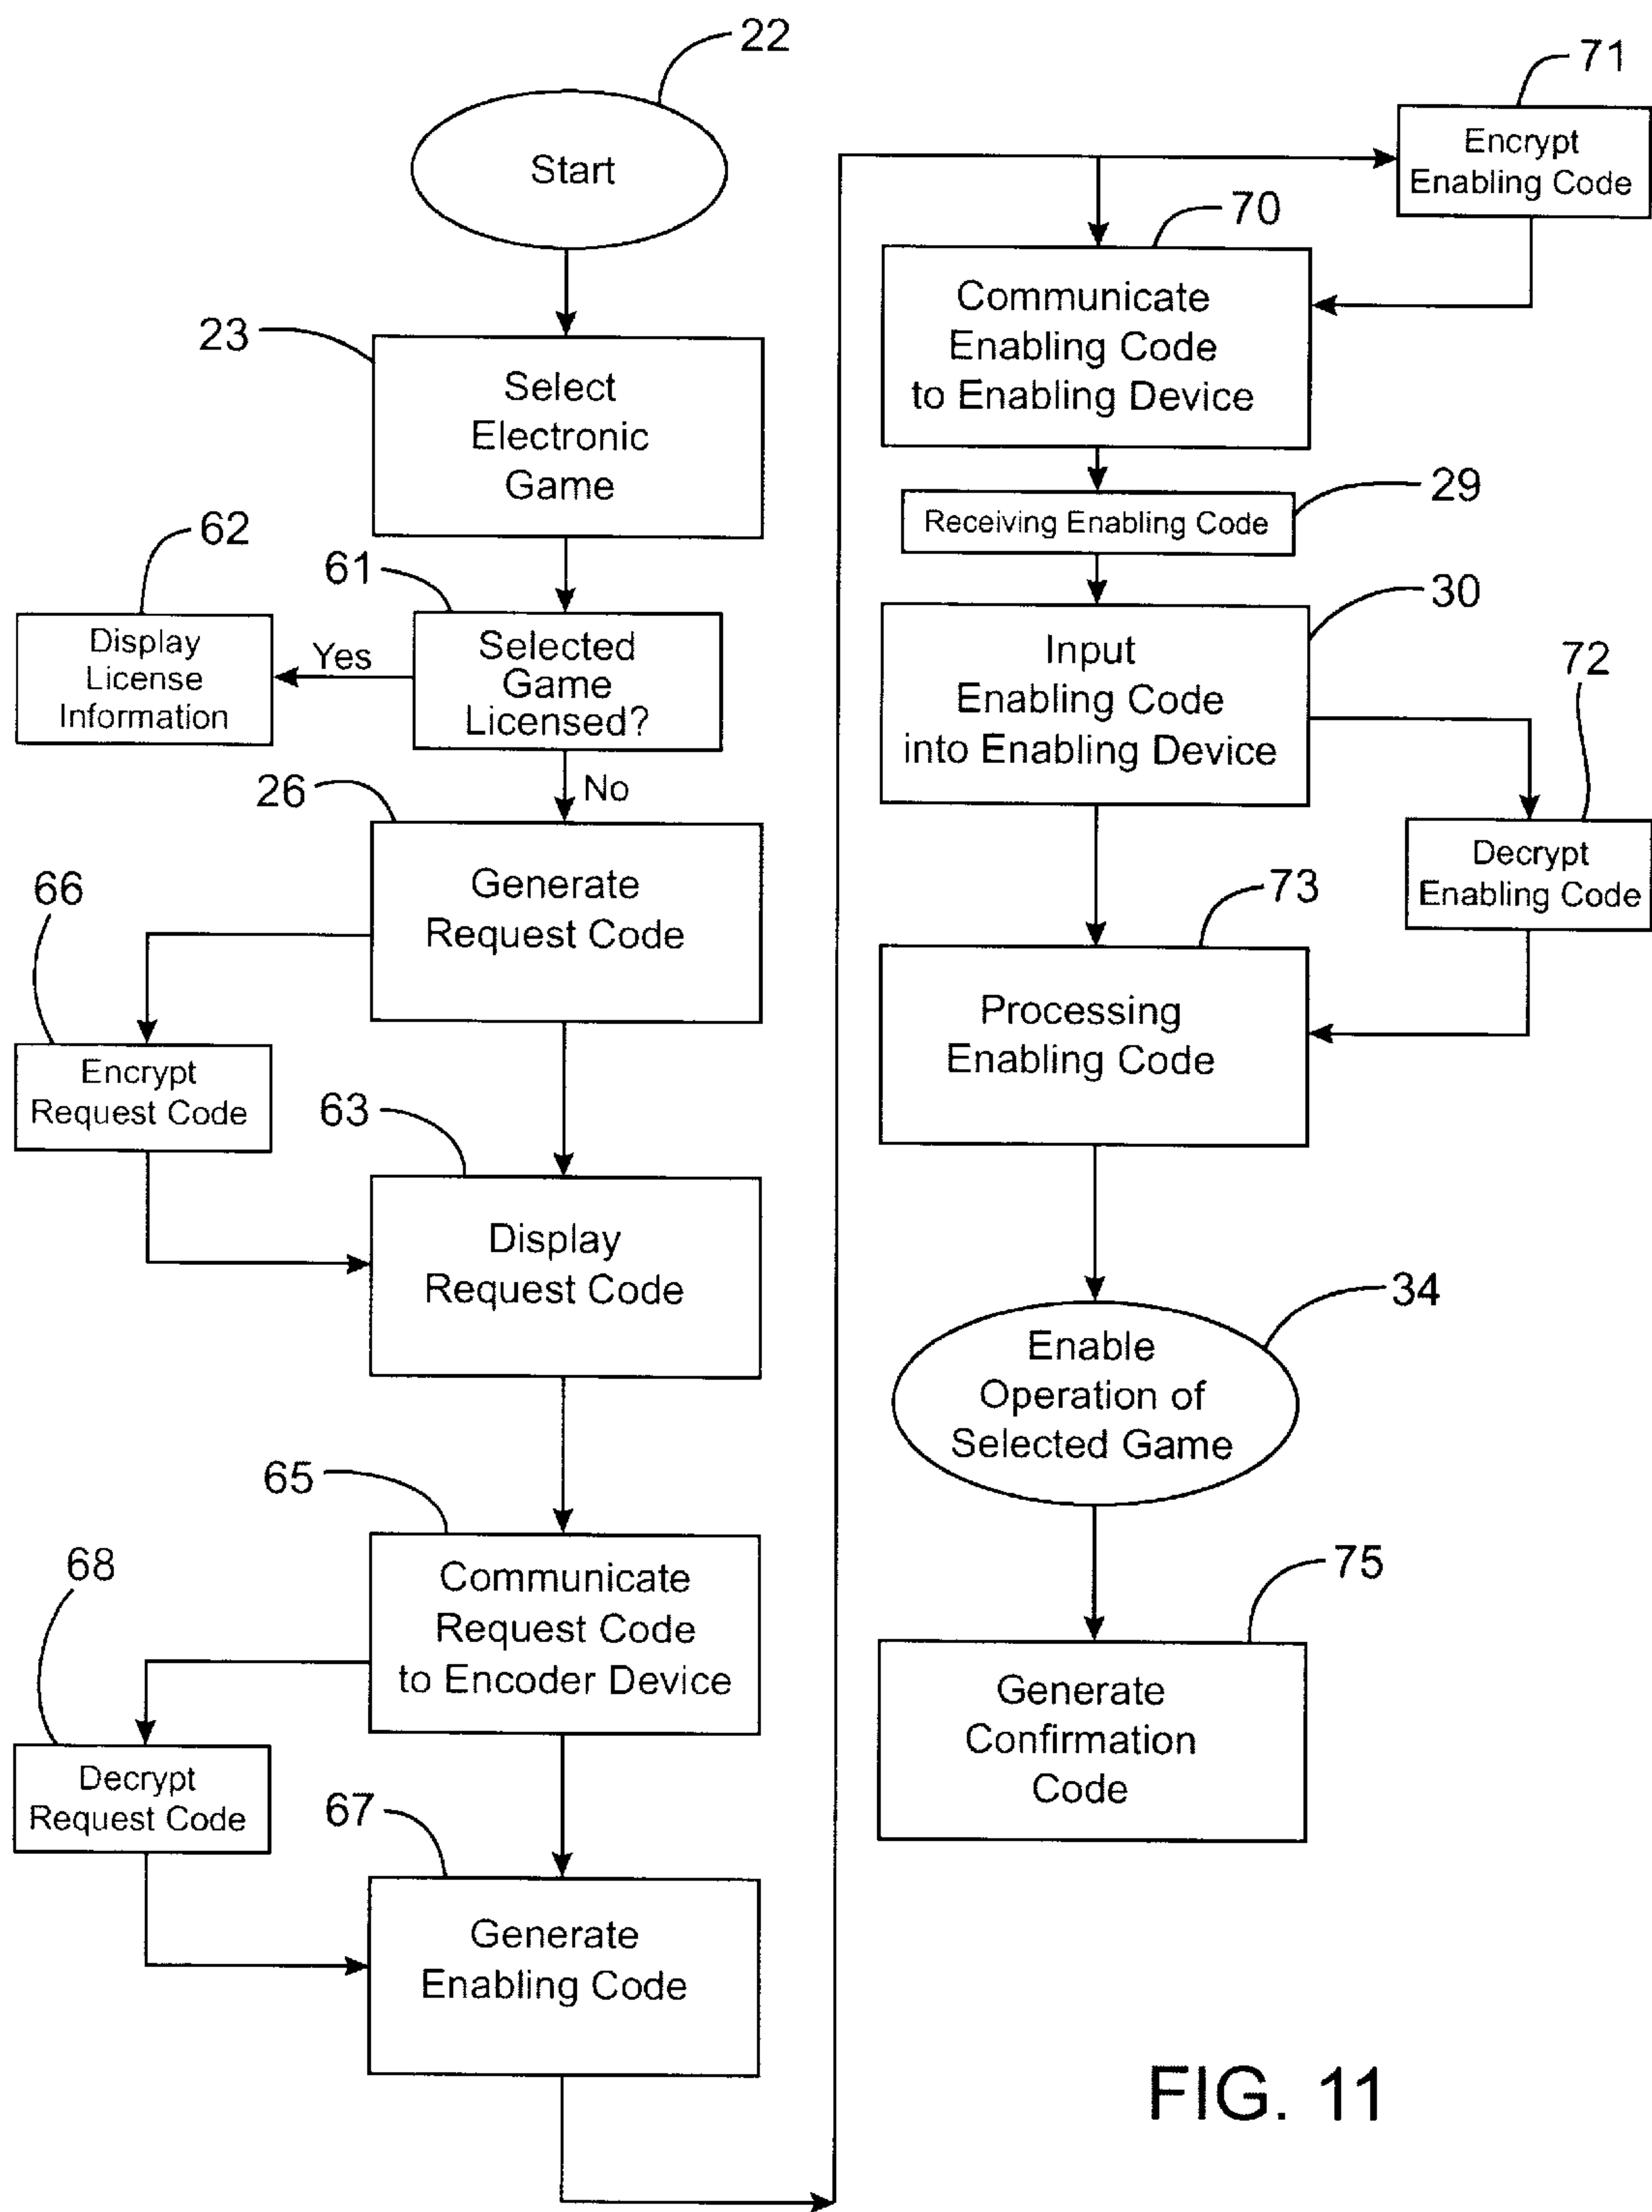 22
Start
23
Select
Electronic
Game
62
61
Display
License
Information
Yes
Selected
Game
Licensed?
No
26
Generate
Request Code
66
Encrypt
Request Code
63
Display
Request Code
65
Communicate
Request Code
to Encoder Device
68
Decrypt
Request Code
67
Generate
Enabling Code
71
Encrypt
Enabling Code
70
Communicate
Enabling Code
to Enabling Device
29
Receiving Enabling Code
30
Input
Enabling Code
into Enabling Device
72
Decrypt
Enabling Code
73
Processing
Enabling Code
34
Enable
Operation of
Selected Game
75
Generate
Confirmation
Code
FIG. 11